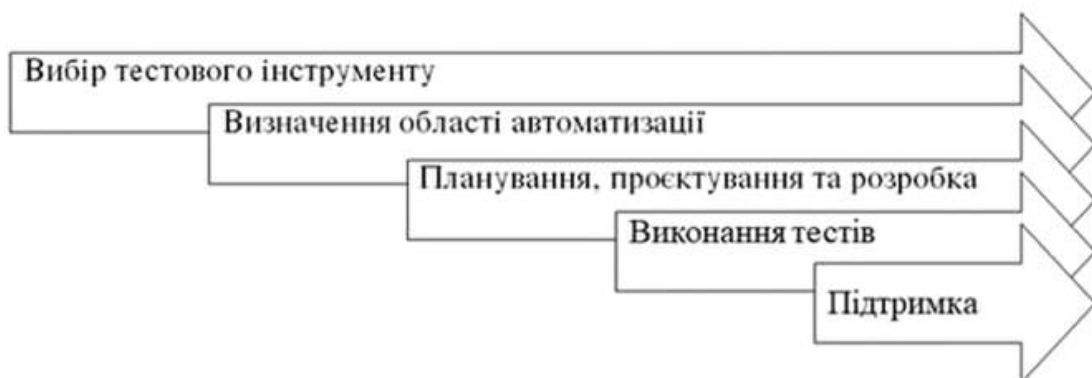 Вибір тестового інструменту
Визначення області автоматизації
Планування, проєктування та розробка
Виконання тестів
Підтримка